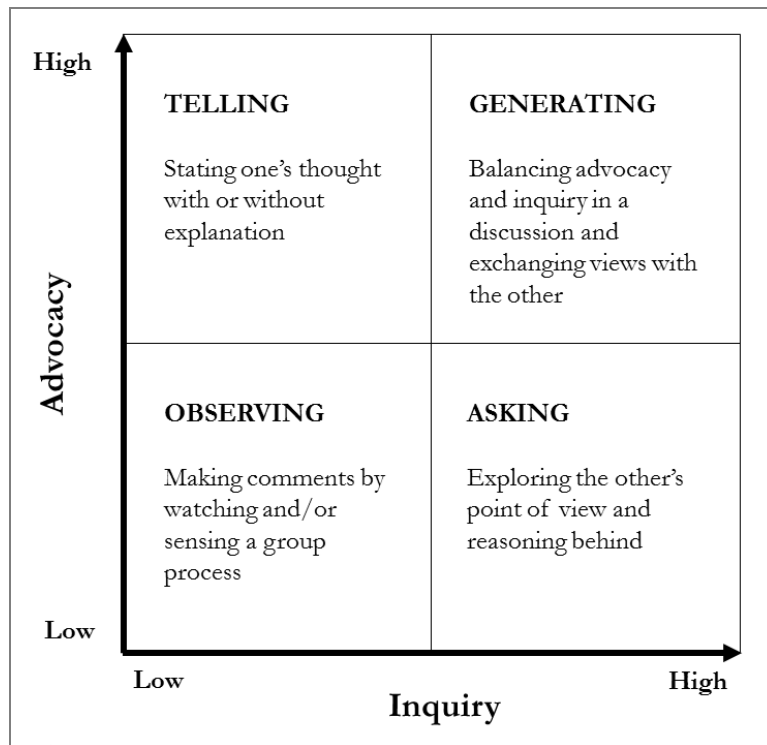 High
TELLING
Stating one's thought
with or without
explanation
GENERATING
Balancing advocacy
and inquiry in a
discussion and
exchanging views with
the other
Advocacy
OBSERVING
Making comments by
watching and/or
sensing a group
process
ASKING
Exploring the other's
point of view and
reasoning behind
Low
Low
High
Inquiry